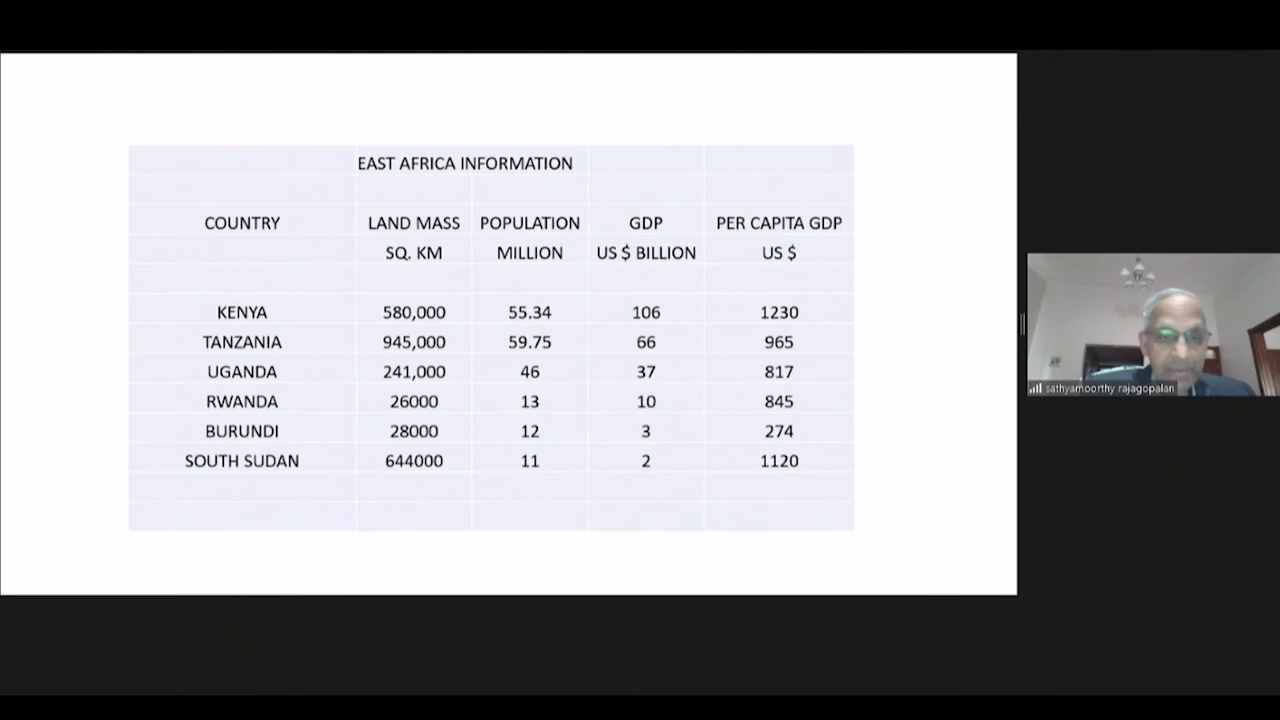 EAST AFRICA INFORMATION
COUNTRY LAND MASS POPULATION GDP PER CAPITA GDP
SQ. KM MILLION US $ BILLION US $
KENYA 580,000 55.34 106 1230
TANZANIA 945,000 59.75 66 965
UGANDA 241,000 46 37 817
RWANDA 26000 13 10 845
BURUNDI 28000 12 3 274
SOUTH SUDAN 644000 11 2 1120
sathyamoorthy rajagopalan